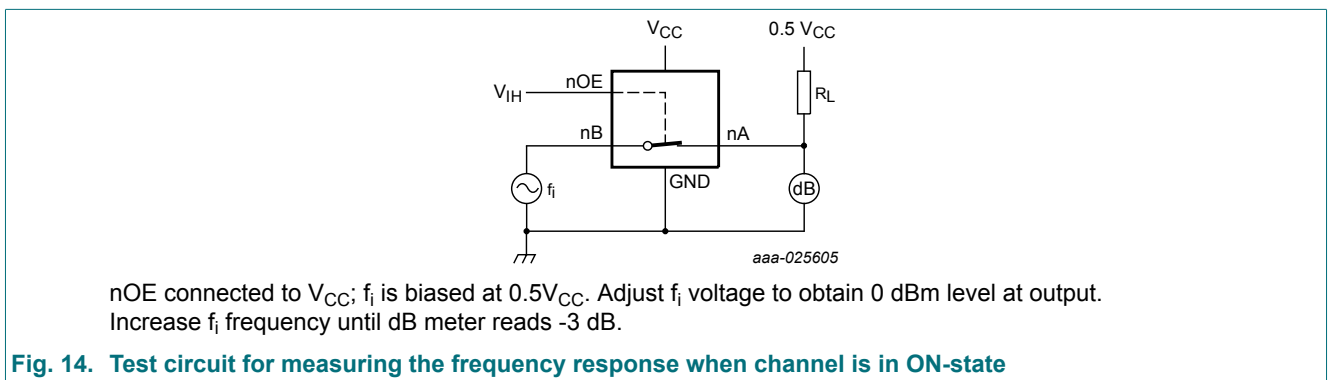 VCC
0.5 VCC
nOE
VIH
RL
nB
nA
GND
fi
dB
aaa-025605
nOE connected to VCC; fi is biased at 0.5VCC. Adjust fi voltage to obtain 0 dBm level at output.
Increase fi frequency until dB meter reads -3 dB.
Fig. 14. Test circuit for measuring the frequency response when channel is in ON-state